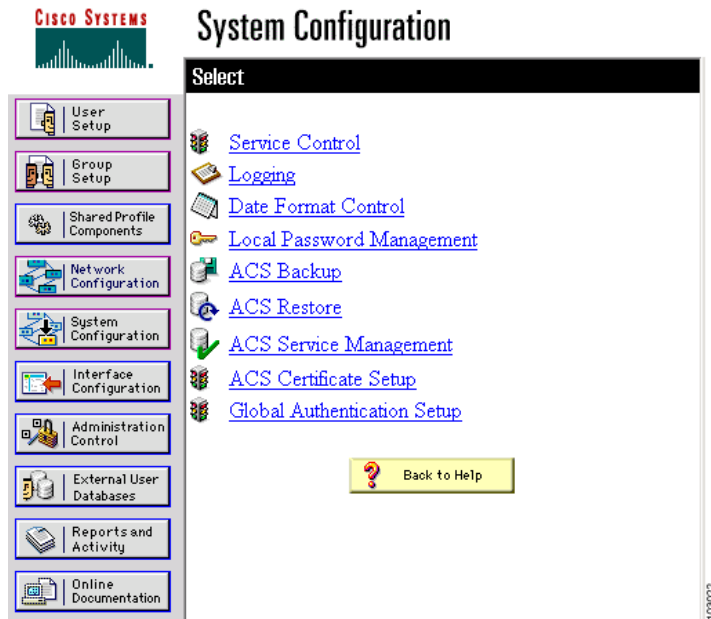 CISCO SYSTEMS
System Configuration
Select
User
Setup
Group
Setup
Shared Profile
Components
Network
Configuration
System
Configuration
Interface
Configuration
Administration
Control
External User
Databases
Reports and
Activity
Online
Documentation
Service Control
Logging
Date Format Control
Local Password Management
ACS Backup
ACS Restore
ACS Service Management
ACS Certificate Setup
Global Authentication Setup
Back to Help